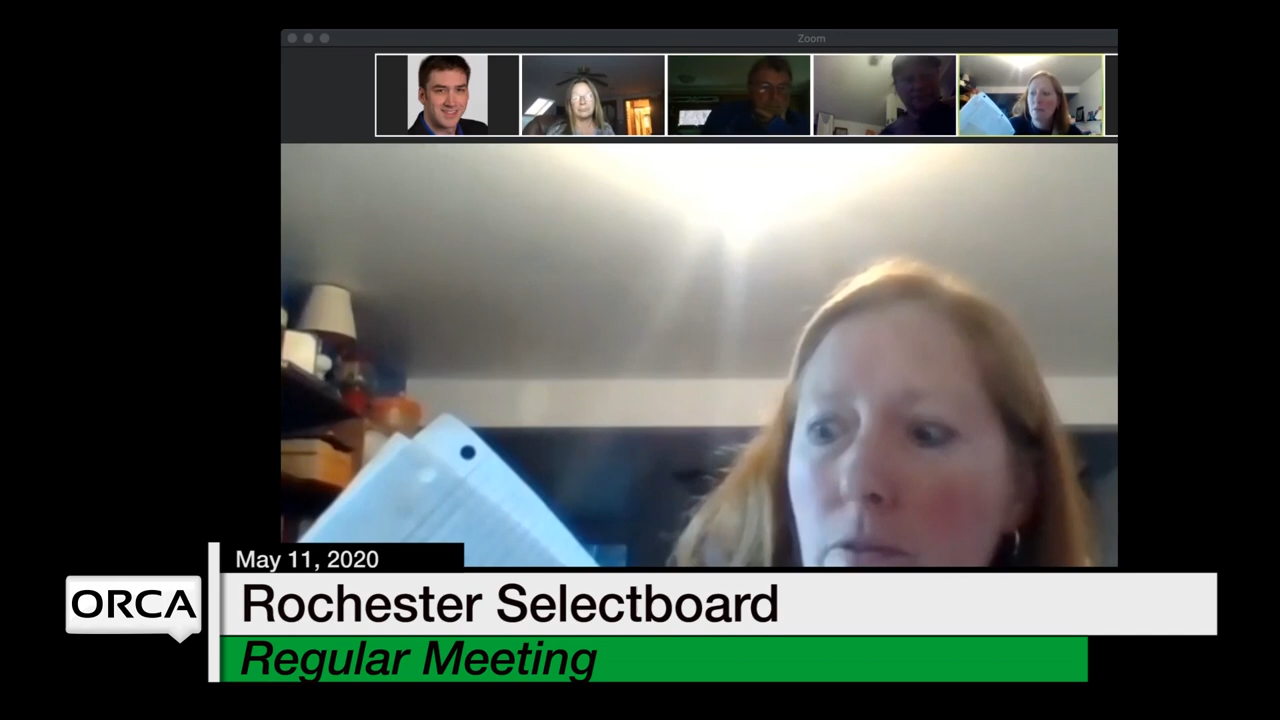 Zoom
May 11, 2020
ORCA
Rochester Selectboard
Regular Meeting